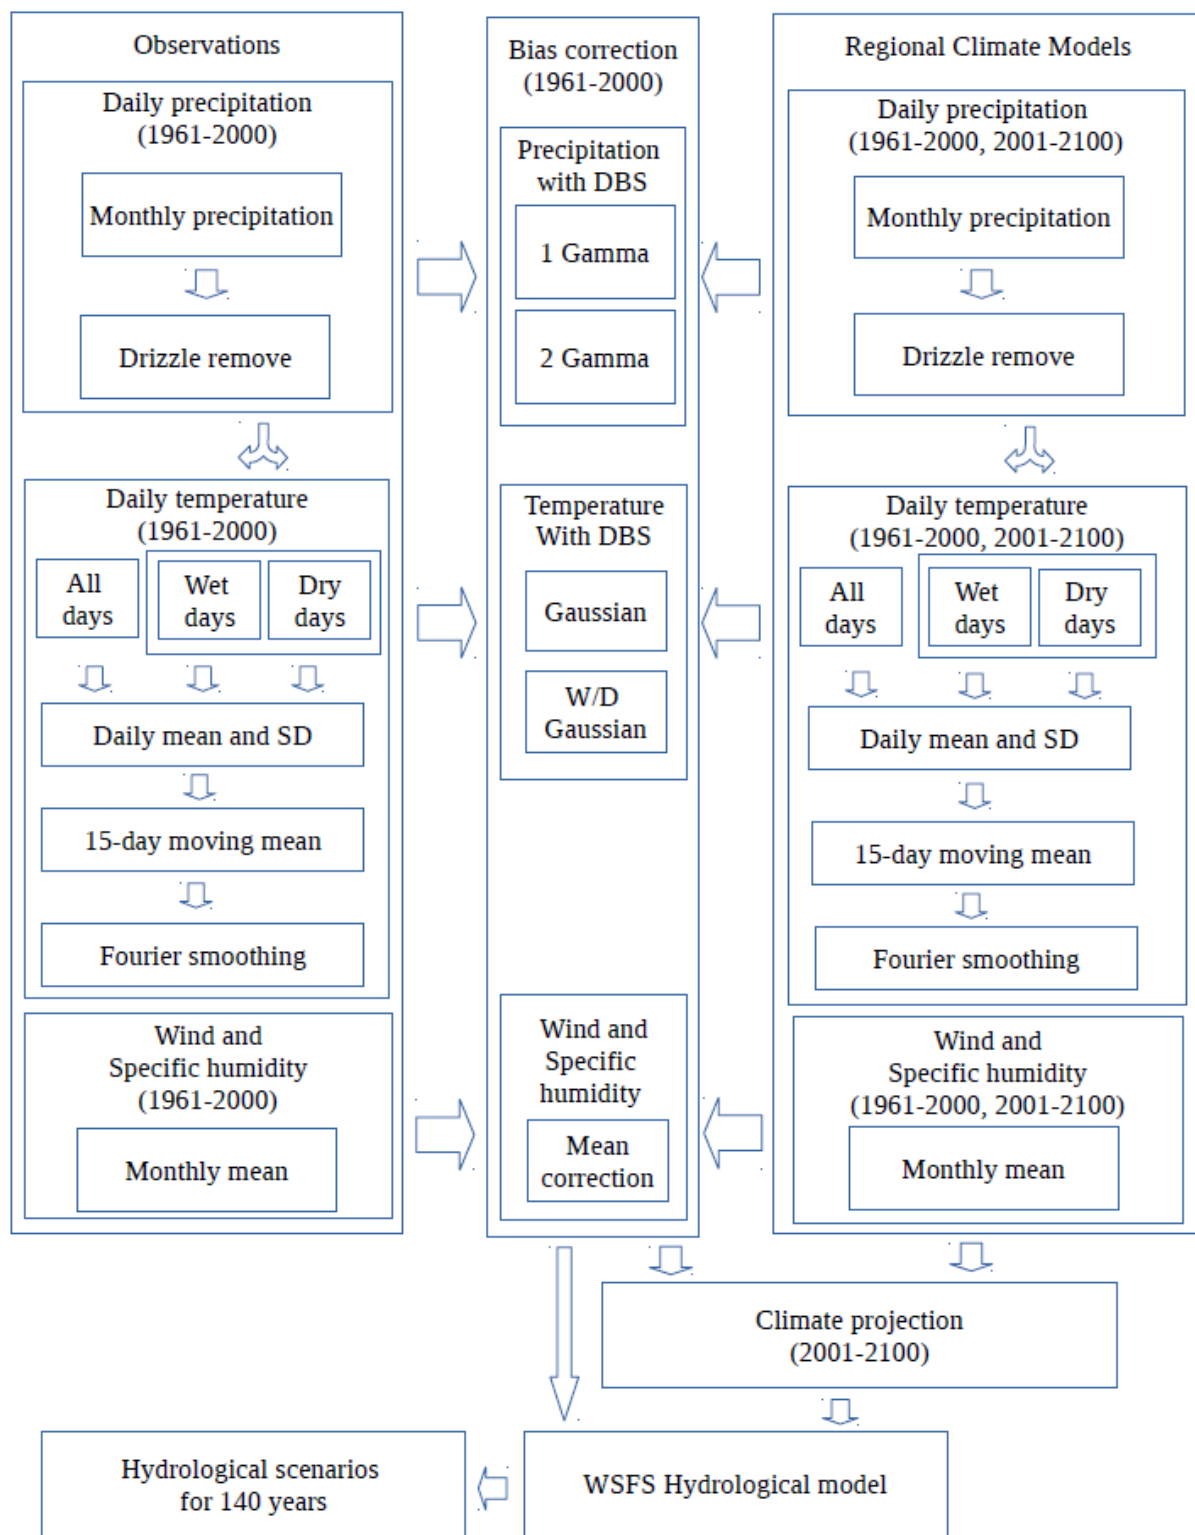 Observations
Daily precipitation
(1961-2000)
Monthly precipitation
Drizzle remove
Daily temperature
(1961-2000)
All
days
Wet
days
Dry
days
Daily mean and SD
15-day moving mean
Fourier smoothing
Wind and
Specific humidity
(1961-2000)
Monthly mean
Bias correction
(1961-2000)
Precipitation
with DBS
1 Gamma
2 Gamma
Temperature
With DBS
Gaussian
W/D
Gaussian
Wind and
Specific
humidity
Mean
correction
Regional Climate Models
Daily precipitation
(1961-2000, 2001-2100)
Monthly precipitation
Drizzle remove
Daily temperature
(1961-2000, 2001-2100)
All
days
Wet
days
Dry
days
Daily mean and SD
15-day moving mean
Fourier smoothing
Wind and
Specific humidity
(1961-2000, 2001-2100)
Monthly mean
Climate projection
(2001-2100)
WSFS Hydrological model
Hydrological scenarios
for 140 years